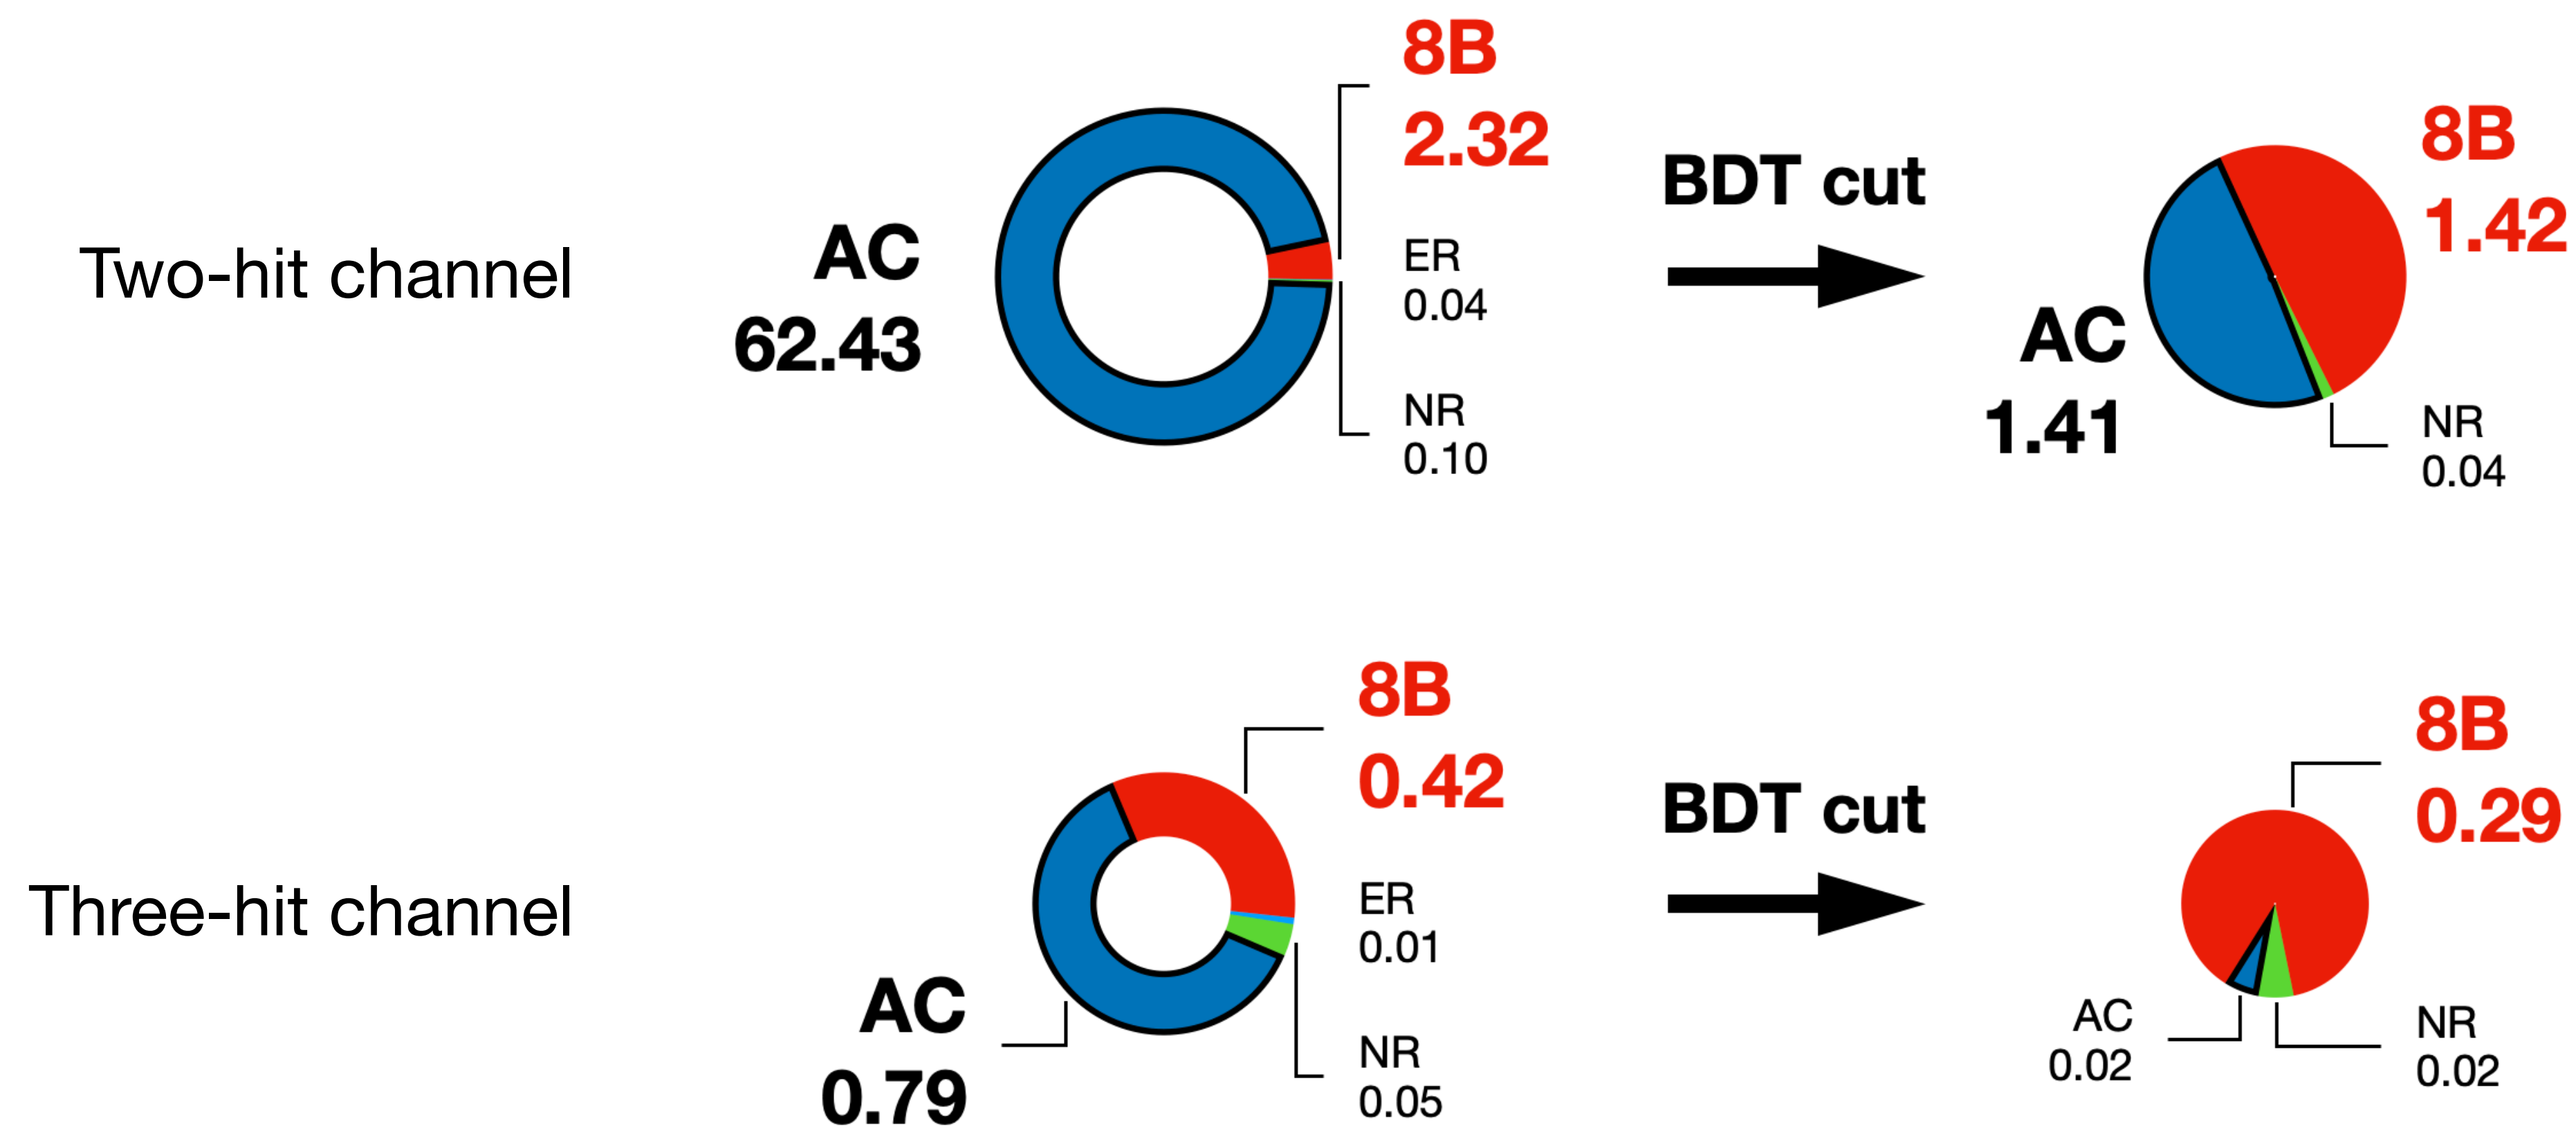 Two-hit channel
AC
62.43
8B
2.32
ER
0.04
NR
0.10
BDT cut
8B
1.42
AC
1.41
NR
0.04
Three-hit channel
AC
0.79
8B
0.42
ER
0.01
NR
0.05
BDT cut
8B
0.29
AC
0.02
NR
0.02